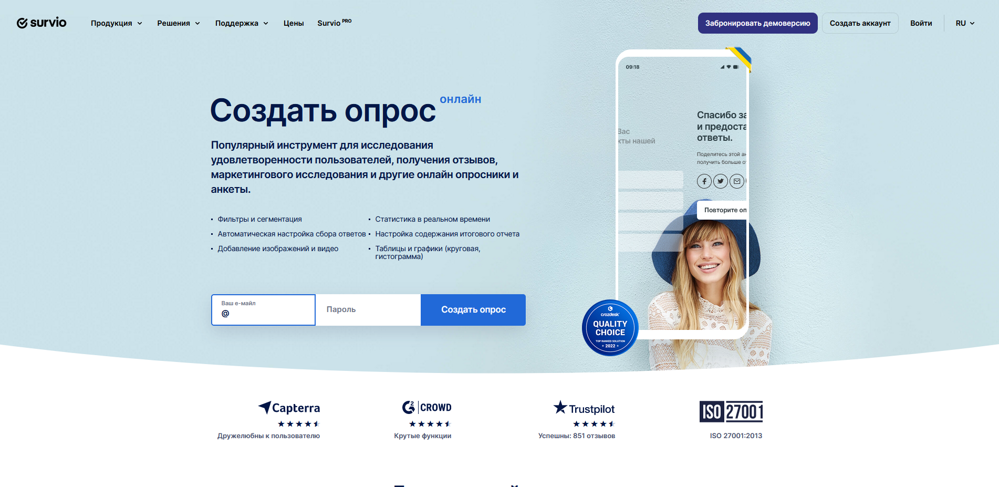 survio
Продукция
Решения
Поддержка
Цены
Survio PRO
Забронировать демоверсию
Создать аккаунт
Войти
RU
Создать опрос онлайн
Популярный инструмент для исследования
удовлетворенности пользователей, получения отзывов,
маркетингового исследования и другие онлайн опросники и
анкеты.
Фильтры и сегментация
Автоматическая настройка сбора ответов
Добавление изображений и видео
Статистика в реальном времени
Настройка содержания итогового отчета
Таблицы и графики (круговая,
гистограмма)
Ваш е-майл
@
Пароль
Создать опрос
09:18
Вас
кты нашей
Спасибо за
и предоста
ответы.
Поделитесь этой ан
получить больше от
Повторите оп
crozdesk
QUALITY
CHOICE
TOP RANKED SOLUTION
2022
Capterra
Дружелюбны к пользователю
G2 CROWD
Крутые функции
Trustpilot
Успешны: 851 отзывов
ISO 27001
ISO 27001:2013